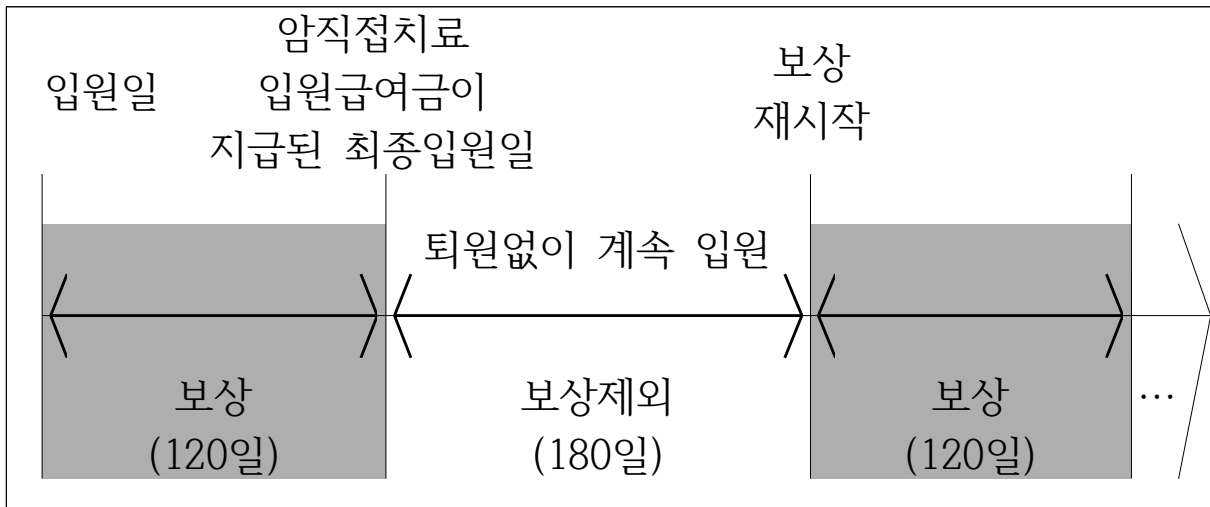 입원일
암직접치료
입원급여금이
지급된 최종입원일
보상
재시작
퇴원없이 계속 입원
보상
(120일)
보상제외
(180일)
보상
(120일)
…